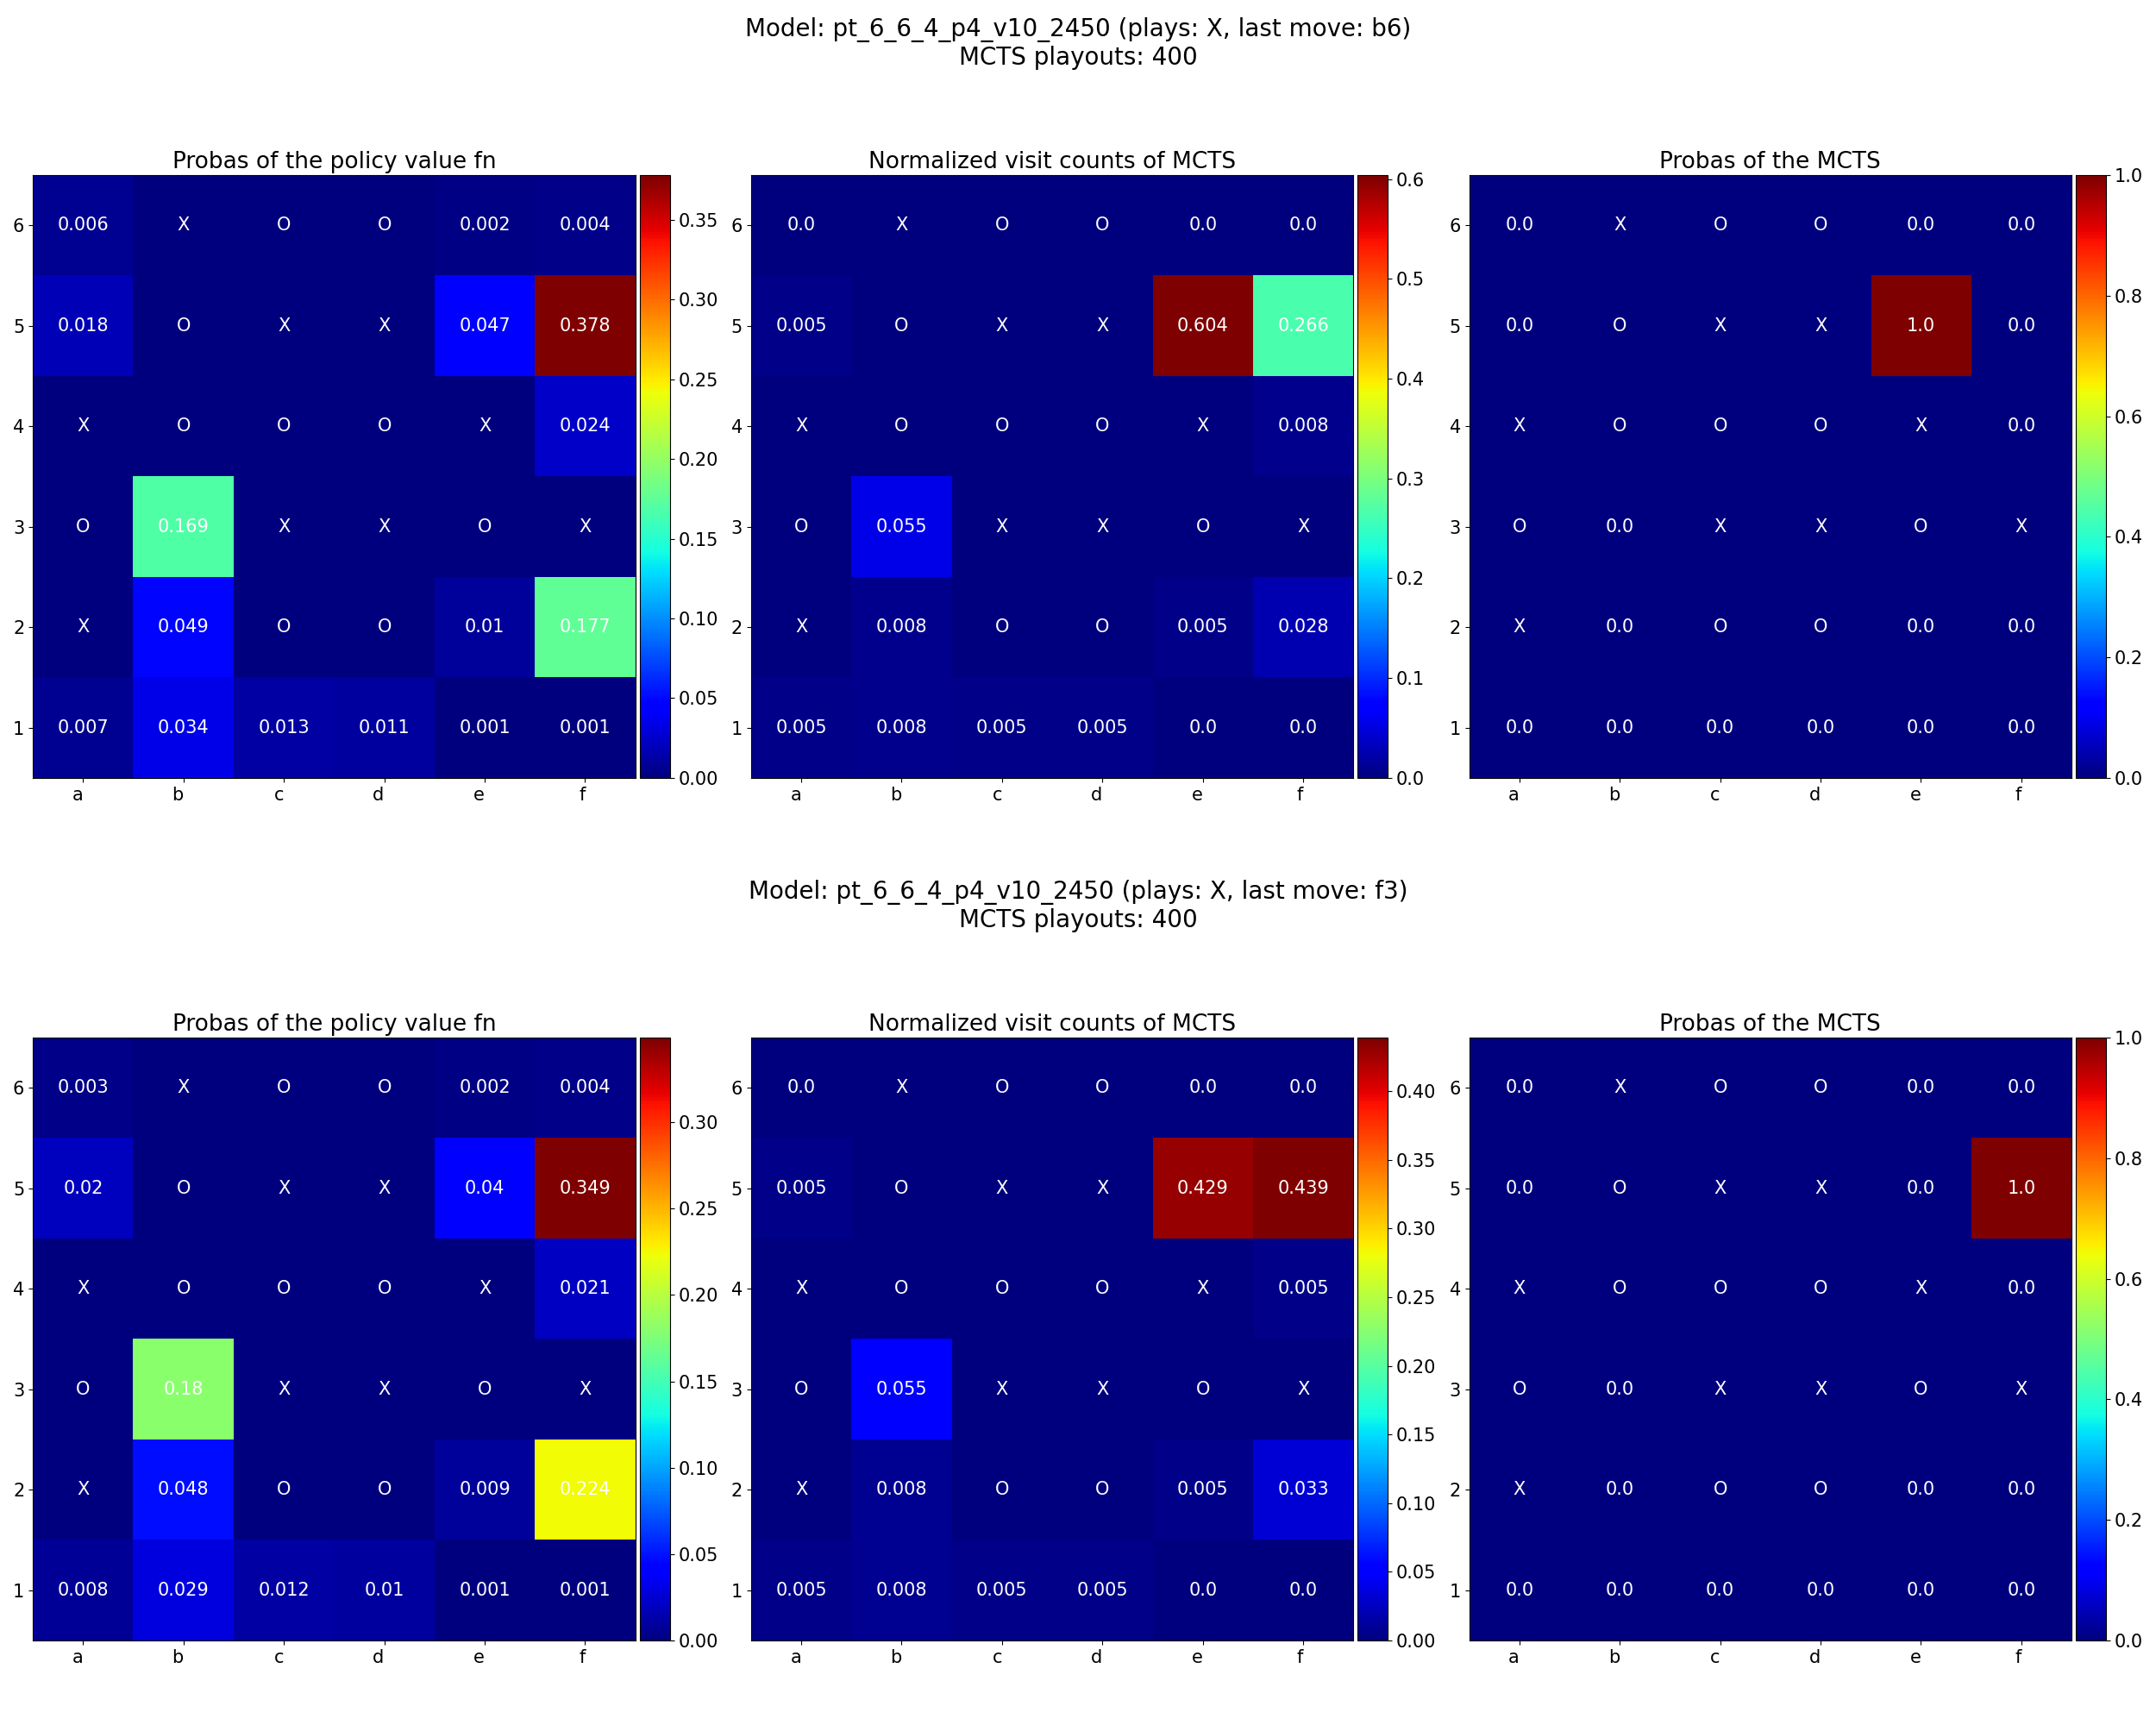 Model: pt_6_6_4_p4_v10_2450 (plays: X, last move: b6)
MCTS playouts: 400
Probas of the policy value fn
6 0.006 X O O 0.002 0.004
5 0.018 O X X 0.047 0.378
4 X O O O X 0.024
3 O 0.169 X X O X
2 X 0.049 O O 0.01 0.177
1 0.007 0.034 0.013 0.011 0.001 0.001
a b c d e f
0.35
0.30
0.25
0.20
0.15
0.10
0.05
0.00
Normalized visit counts of MCTS
6 0.0 X O O 0.0 0.0
5 0.005 O X X 0.604 0.266
4 X O O O X 0.008
3 O 0.055 X X O X
2 X 0.008 O O 0.005 0.028
1 0.005 0.008 0.005 0.005 0.0 0.0
a b c d e f
0.6
0.5
0.4
0.3
0.2
0.1
0.0
Probas of the MCTS
6 0.0 X O O 0.0 0.0
5 0.0 O X X 1.0 0.0
4 X O O O X 0.0
3 O 0.0 X X O X
2 X 0.0 O O 0.0 0.0
1 0.0 0.0 0.0 0.0 0.0 0.0
a b c d e f
1.0
0.8
0.6
0.4
0.2
0.0
Model: pt_6_6_4_p4_v10_2450 (plays: X, last move: f3)
MCTS playouts: 400
Probas of the policy value fn
6 0.003 X O O 0.002 0.004
5 0.02 O X X 0.04 0.349
4 X O O O X 0.021
3 O 0.18 X X O X
2 X 0.048 O O 0.009 0.224
1 0.008 0.029 0.012 0.01 0.001 0.001
a b c d e f
0.30
0.25
0.20
0.15
0.10
0.05
0.00
Normalized visit counts of MCTS
6 0.0 X O O 0.0 0.0
5 0.005 O X X 0.429 0.439
4 X O O O X 0.005
3 O 0.055 X X O X
2 X 0.008 O O 0.005 0.033
1 0.005 0.008 0.005 0.005 0.0 0.0
a b c d e f
0.40
0.35
0.30
0.25
0.20
0.15
0.10
0.05
0.00
Probas of the MCTS
6 0.0 X O O 0.0 0.0
5 0.0 O X X 0.0 1.0
4 X O O O X 0.0
3 O 0.0 X X O X
2 X 0.0 O O 0.0 0.0
1 0.0 0.0 0.0 0.0 0.0 0.0
a b c d e f
1.0
0.8
0.6
0.4
0.2
0.0